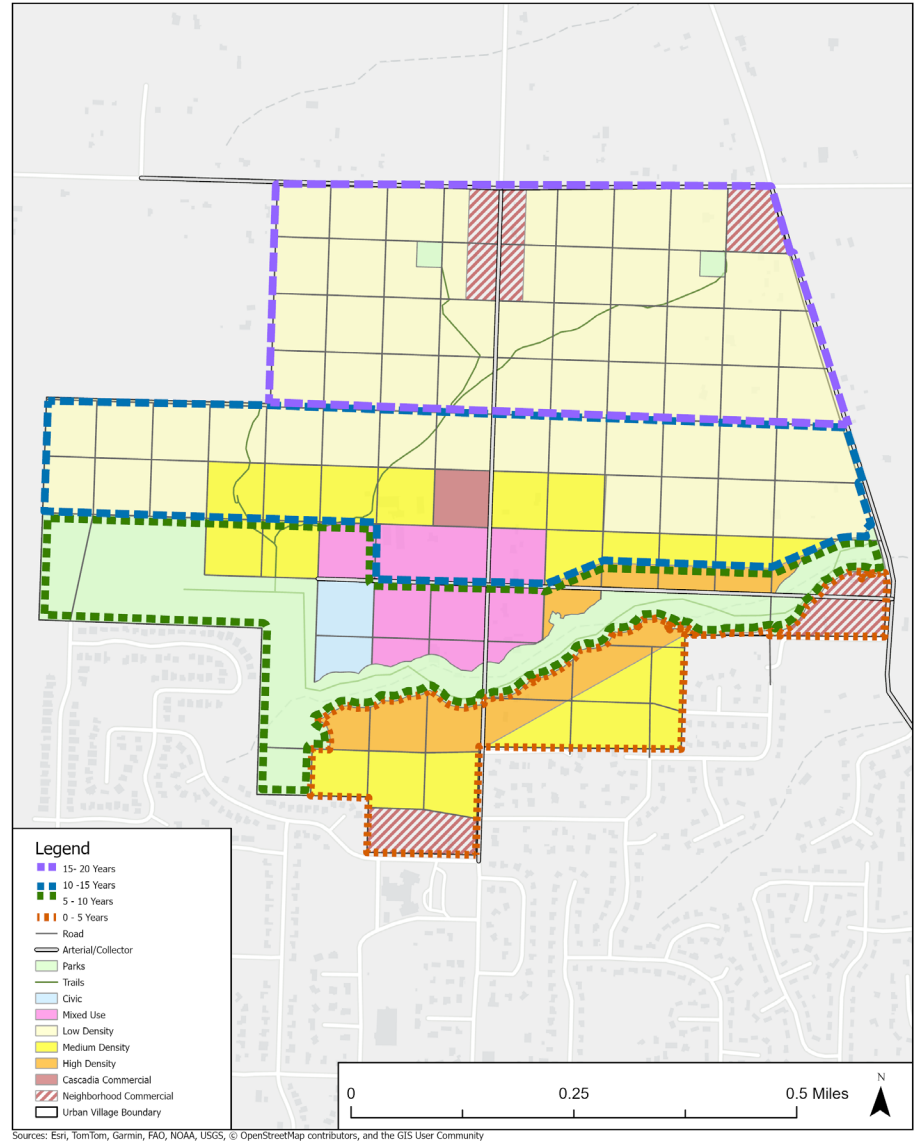 Legend
15- 20 Years
10 -15 Years
5 - 10 Years
0 - 5 Years
Road
Arterial/Collector
Parks
Trails
Civic
Mixed Use
Low Density
Medium Density
High Density
Cascadia Commercial
Neighborhood Commercial
Urban Village Boundary
0 0.25 0.5 Miles
N
Sources: Esri, TomTom, Garmin, FAO, NOAA, USGS, © OpenStreetMap contributors, and the GIS User Community